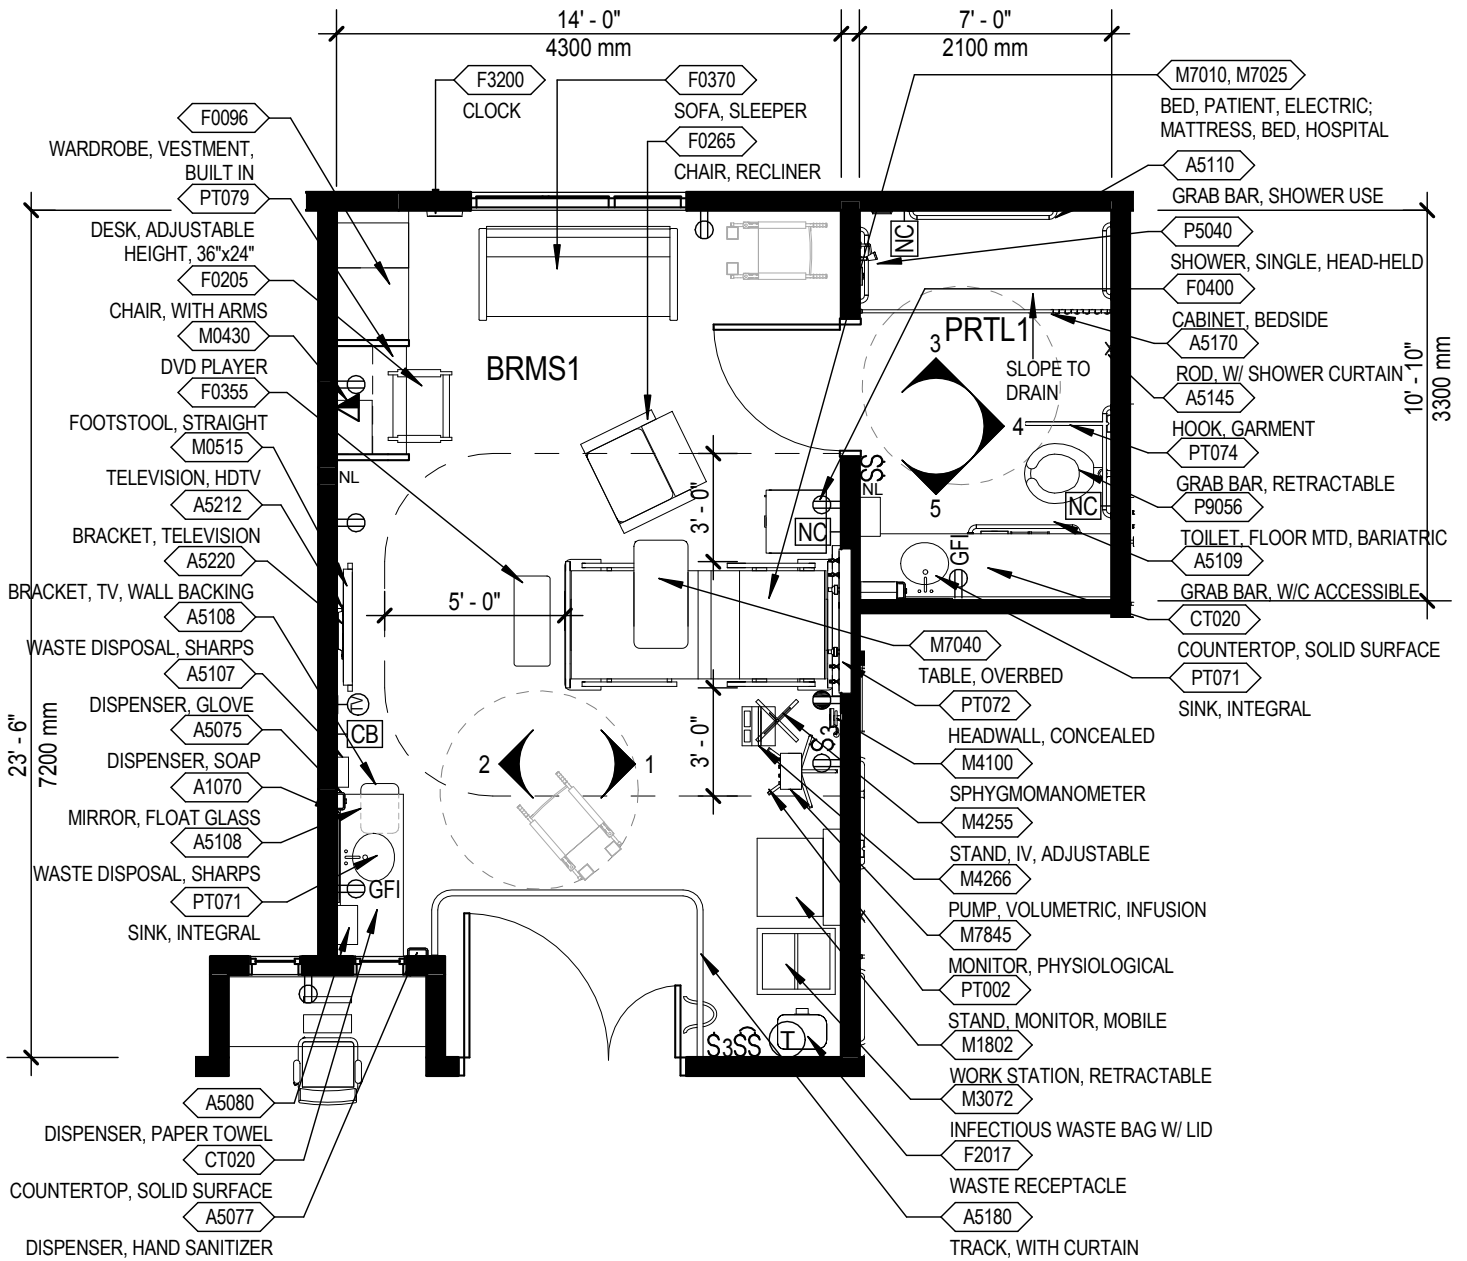 14' - 0"
4300 mm
7' - 0"
2100 mm
F3200
CLOCK
F0370
SOFA, SLEEPER
F0265
CHAIR, RECLINER
M7010, M7025
BED, PATIENT, ELECTRIC;
MATTRESS, BED, HOSPITAL
F0096
WARDROBE, VESTMENT,
BUILT IN
PT079
DESK, ADJUSTABLE
HEIGHT, 36"x24"
F0205
CHAIR, WITH ARMS
M0430
DVD PLAYER
F0355
FOOTSTOOL, STRAIGHT
M0515
TELEVISION, HDTV
A5212
BRACKET, TELEVISION
A5220
BRACKET, TV, WALL BACKING
A5108
WASTE DISPOSAL, SHARPS
A5107
DISPENSER, GLOVE
A5075
DISPENSER, SOAP
A1070
MIRROR, FLOAT GLASS
A5108
WASTE DISPOSAL, SHARPS
PT071
SINK, INTEGRAL
23' - 6"
7200 mm
A5080
DISPENSER, PAPER TOWEL
CT020
COUNTERTOP, SOLID SURFACE
A5077
DISPENSER, HAND SANITIZER
BRMS1
NL
TV
CB
GFI
5' - 0"
3' - 0"
3' - 0"
2
1
NC
S3
S3SS
T
NC
PRTL1
SLOPE TO
DRAIN
3
4
5
SS
NL
GFI
NC
A5110
GRAB BAR, SHOWER USE
P5040
SHOWER, SINGLE, HEAD-HELD
F0400
CABINET, BEDSIDE
A5170
ROD, W/ SHOWER CURTAIN
A5145
HOOK, GARMENT
PT074
GRAB BAR, RETRACTABLE
P9056
TOILET, FLOOR MTD, BARIATRIC
A5109
GRAB BAR, W/C ACCESSIBLE
CT020
COUNTERTOP, SOLID SURFACE
PT071
SINK, INTEGRAL
10' - 10"
3300 mm
M7040
TABLE, OVERBED
PT072
HEADWALL, CONCEALED
M4100
SPHYGMOMANOMETER
M4255
STAND, IV, ADJUSTABLE
M4266
PUMP, VOLUMETRIC, INFUSION
M7845
MONITOR, PHYSIOLOGICAL
PT002
STAND, MONITOR, MOBILE
M1802
WORK STATION, RETRACTABLE
M3072
INFECTIOUS WASTE BAG W/ LID
F2017
WASTE RECEPTACLE
A5180
TRACK, WITH CURTAIN